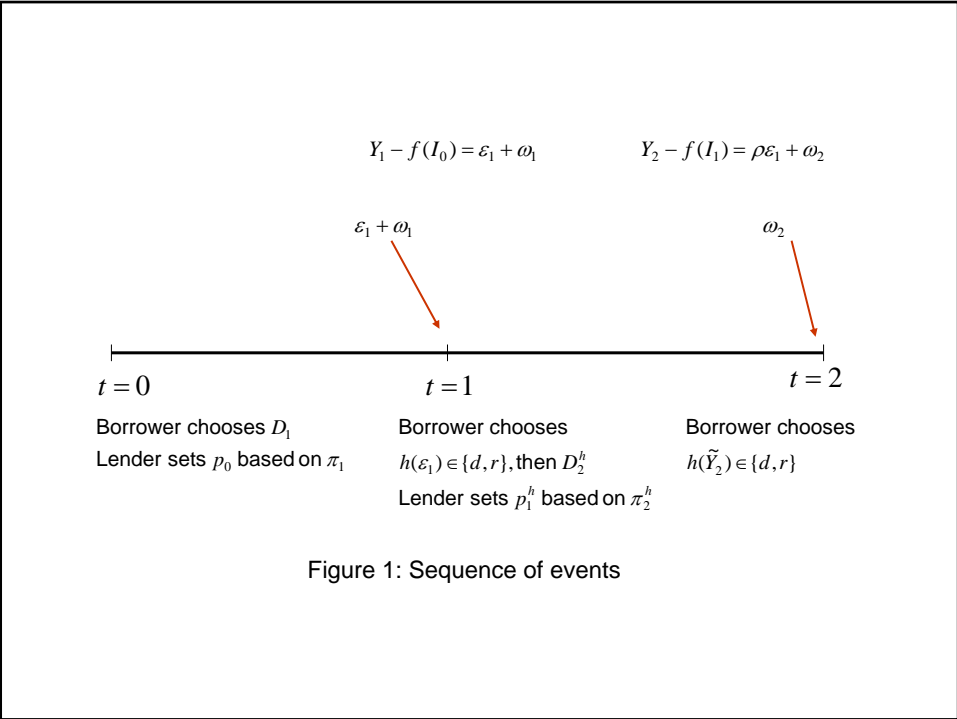 Y₁ − f(I₀) = ε₁ + ω₁
Y₂ − f(I₁) = ρε₁ + ω₂
ε₁ + ω₁
ω₂
t = 0
t = 1
t = 2
Borrower chooses D₁
Lender sets p₀ based on π₁
Borrower chooses
h(ε₁) ∈ {d, r}, then D₂ʰ
Lender sets p₁ʰ based on π₂ʰ
Borrower chooses
h(Ỹ₂) ∈ {d, r}
Figure 1: Sequence of events